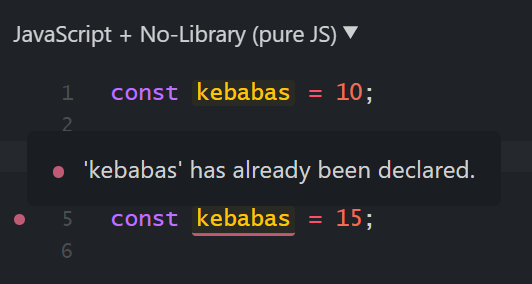 JavaScript + No-Library (pure JS) ▼
1 const kebabas = 10;
2
'kebabas' has already been declared.
5 const kebabas = 15;
6